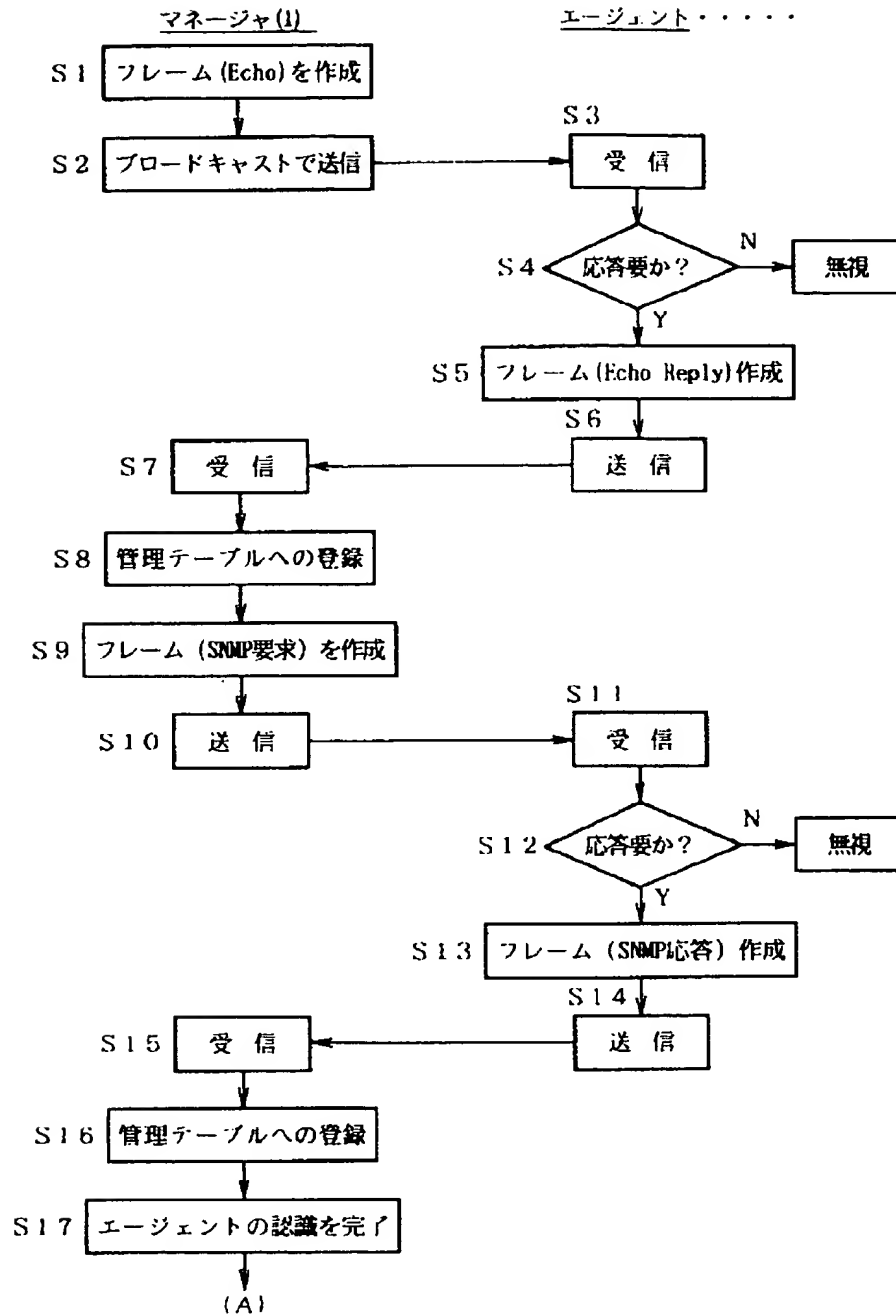 マネージャ(1)
エージェント・・・・・
S1 フレーム(Echo)を作成
S2 ブロードキャストで送信
S3
受 信
S4 応答要か?
N
無視
Y
S5 フレーム(Echo Reply)作成
S6
送 信
S7 受 信
S8 管理テーブルへの登録
S9 フレーム(SNMP要求)を作成
S10 送 信
S11
受 信
S12 応答要か?
N
無視
Y
S13 フレーム(SNMP応答)作成
S14
送 信
S15 受 信
S16 管理テーブルへの登録
S17 エージェントの認識を完了
(A)